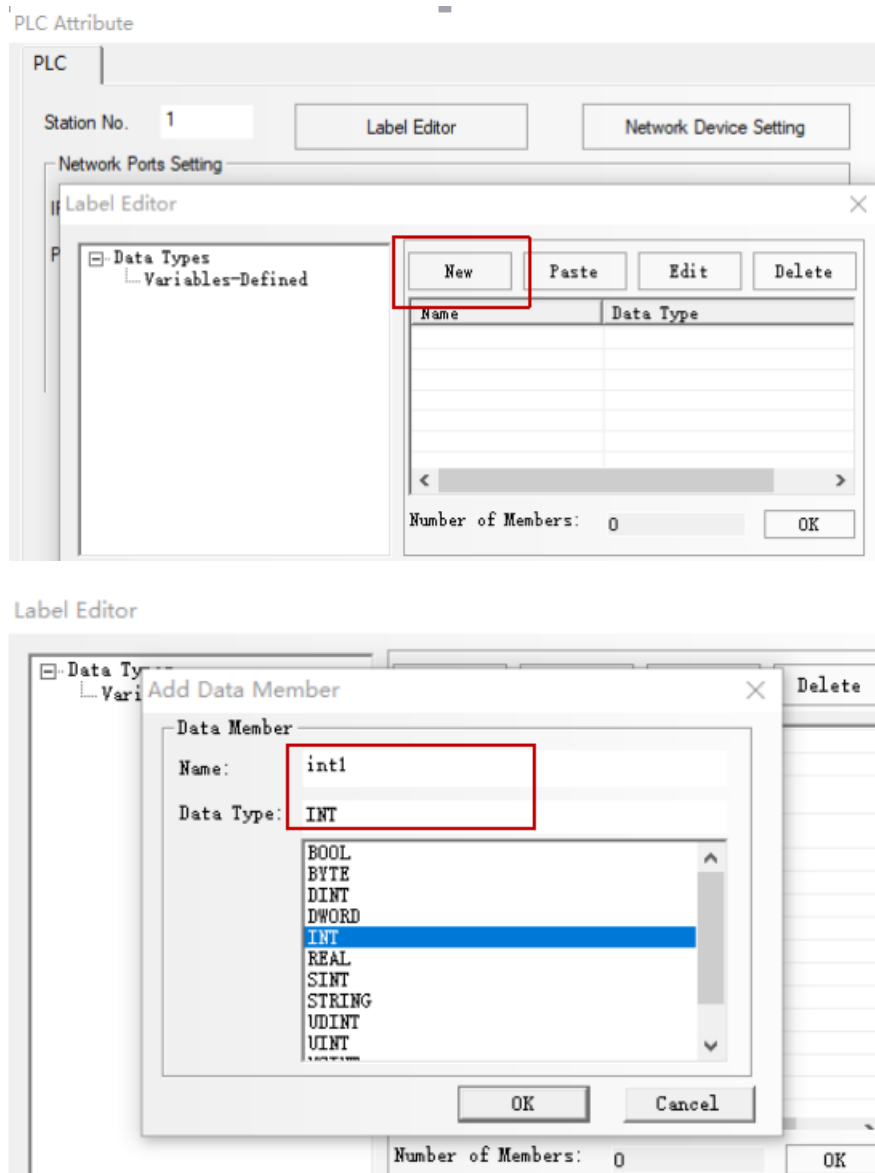 PLC Attribute
PLC
Station No. 1 Label Editor Network Device Setting
Network Ports Setting
Label Editor
Data Types
Variables-Defined
New Paste Edit Delete
Name Data Type
Number of Members: 0 OK
Label Editor
Delete
Add Data Member
Data Member
Name: int1
Data Type: INT
BOOL
BYTE
DINT
DWORD
INT
REAL
SINT
STRING
UDINT
UINT
OK Cancel
Number of Members: 0 OK